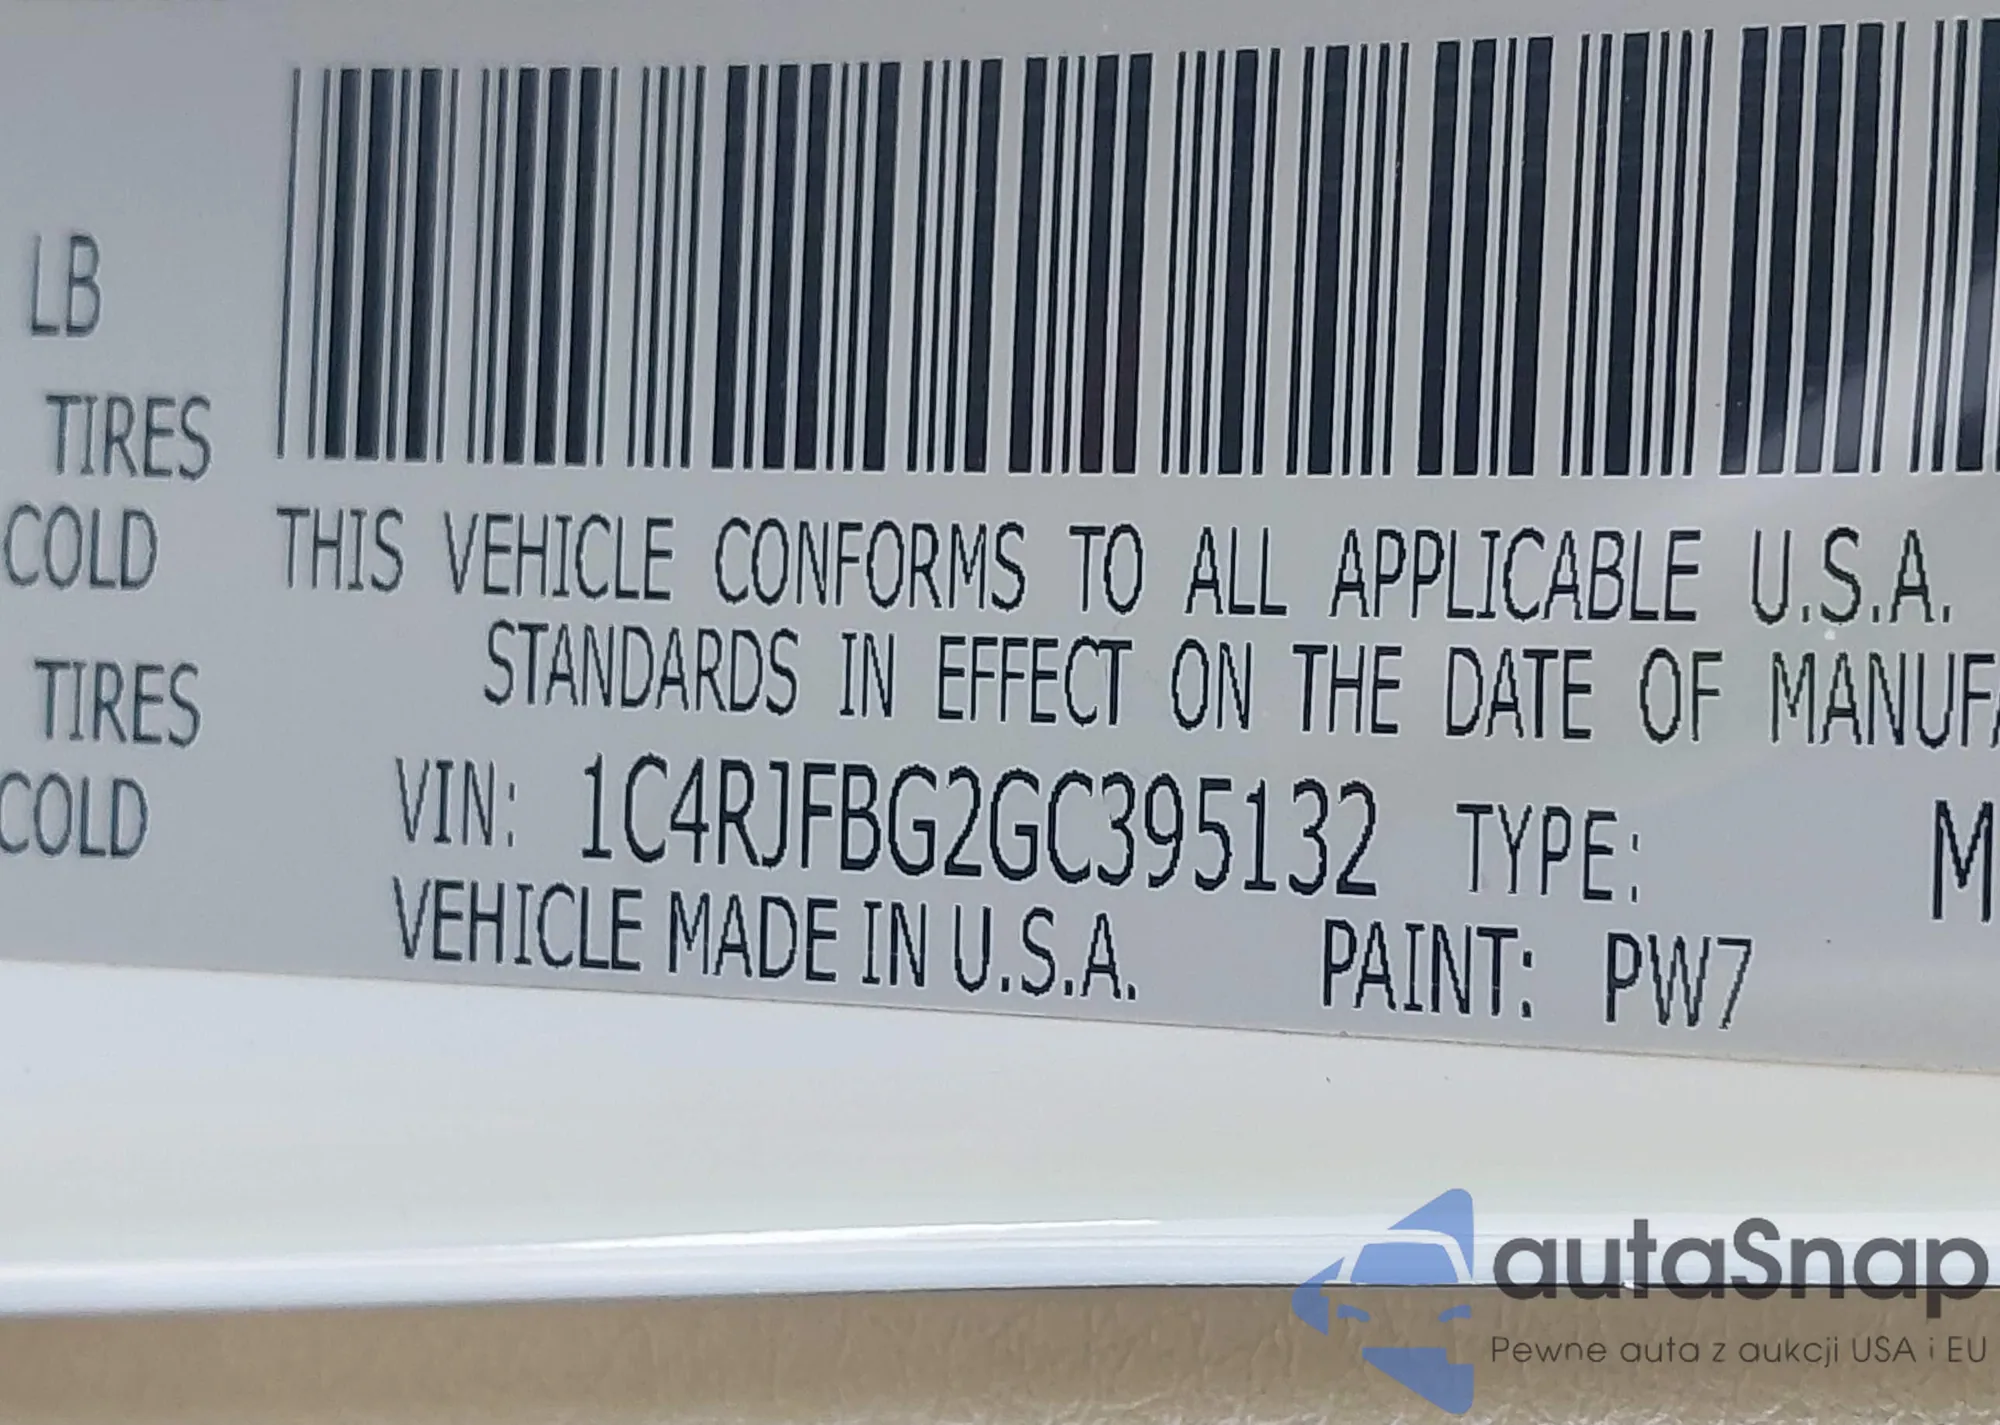 LB
TIRES
COLD
TIRES
COLD
THIS VEHICLE CONFORMS TO ALL APPLICABLE U.S.A.
STANDARDS IN EFFECT ON THE DATE OF MANUFA
VIN: 1C4RJFBG2GC395132 TYPE: M
VEHICLE MADE IN U.S.A. PAINT: PW7
autaSnap
Pewne auta z aukcji USA i EU